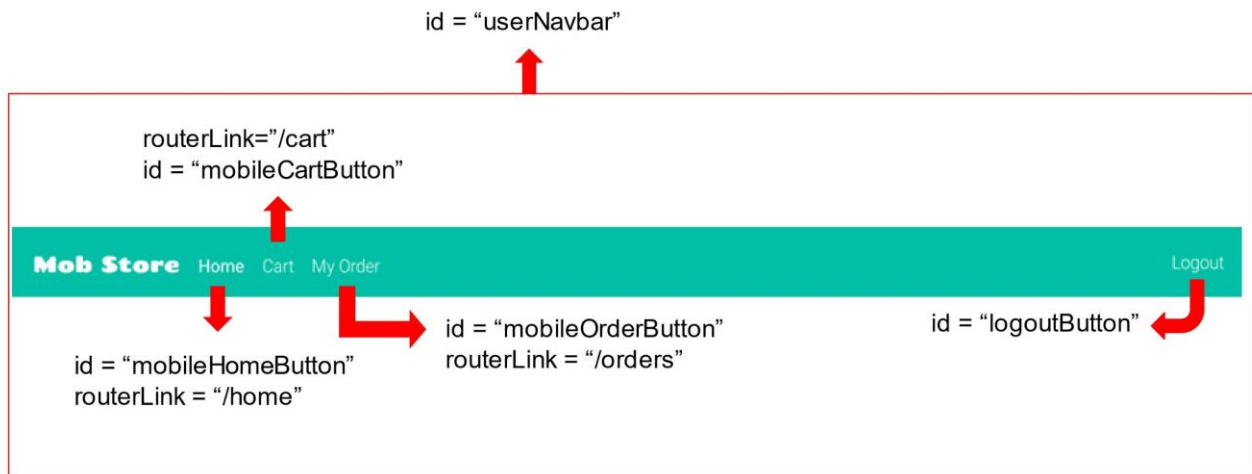 id = “userNavbar”
routerLink=”/cart”
id = “mobileCartButton”
Mob Store Home Cart My Order Logout
id = “mobileHomeButton”
routerLink = “/home”
id = “mobileOrderButton”
routerLink = “/orders”
id = “logoutButton”